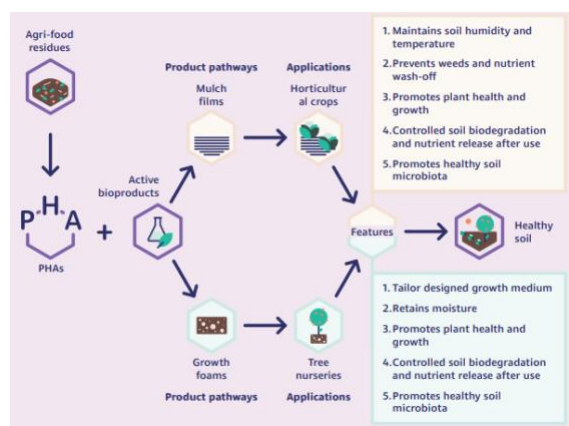 Agri-food
residues
P H A
PHAs
+
Active
bioproducts
Product pathways
Mulch
films
Applications
Horticultur
al crops
Growth
foams
Product pathways
Tree
nurseries
Applications
Features
Healthy
soil
1. Maintains soil humidity and
temperature
2. Prevents weeds and nutrient
wash-off
3. Promotes plant health and
growth
4. Controlled soil biodegradation
and nutrient release after use
5. Promotes healthy soil
microbiota
1. Tailor designed growth medium
2. Retains moisture
3. Promotes plant health and
growth
4. Controlled soil biodegradation
and nutrient release after use
5. Promotes healthy soil
microbiota